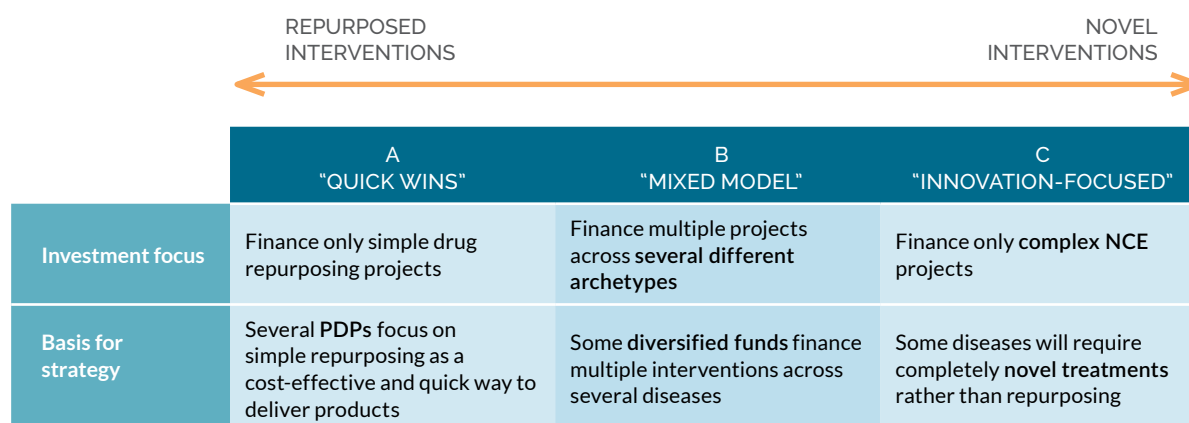 REPURPOSED
INTERVENTIONS
NOVEL
INTERVENTIONS
A
"QUICK WINS"
B
"MIXED MODEL"
C
"INNOVATION-FOCUSED"
Investment focus
Finance only simple drug
repurposing projects
Finance multiple projects
across several different
archetypes
Finance only complex NCE
projects
Basis for
strategy
Several PDPs focus on
simple repurposing as a
cost-effective and quick way to
deliver products
Some diversified funds finance
multiple interventions across
several diseases
Some diseases will require
completely novel treatments
rather than repurposing